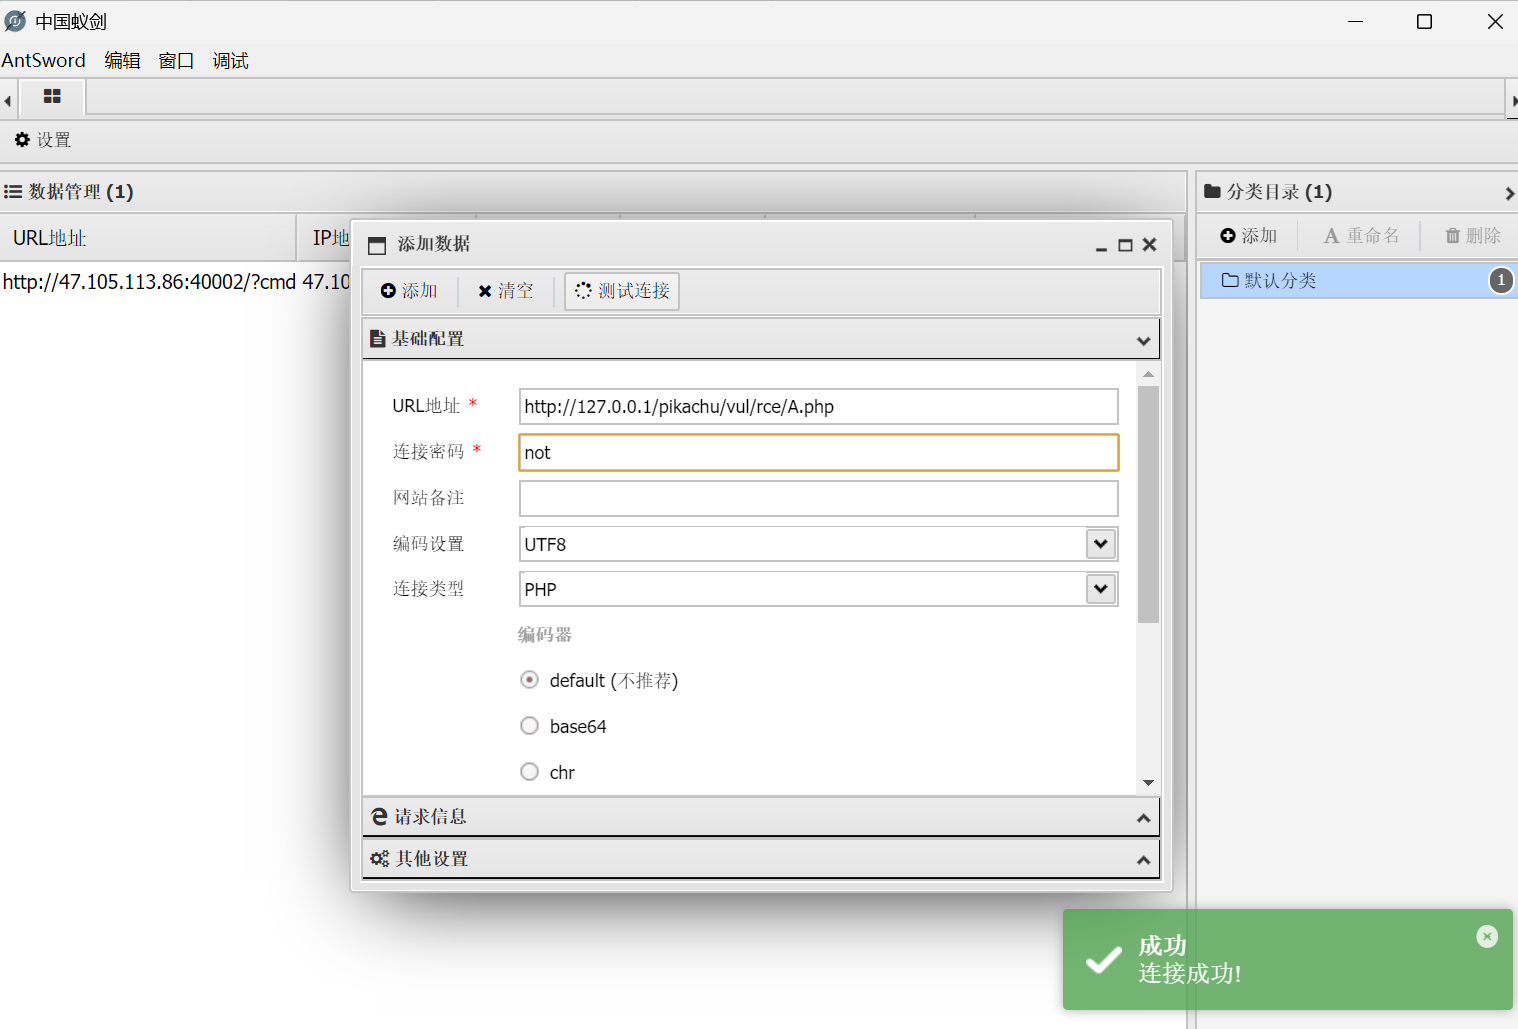 中国蚁剑
AntSword 编辑 窗口 调试
设置
数据管理 (1)
分类目录 (1)
URL地址 IP地
添加 重命名 删除
http://47.105.113.86:40002/?cmd 47.10
默认分类 1
添加数据
添加 清空 测试连接
基础配置
URL地址 * http://127.0.0.1/pikachu/vul/rce/A.php
连接密码 * not
网站备注
编码设置 UTF8
连接类型 PHP
编码器
default (不推荐)
base64
chr
请求信息
其他设置
成功
连接成功!